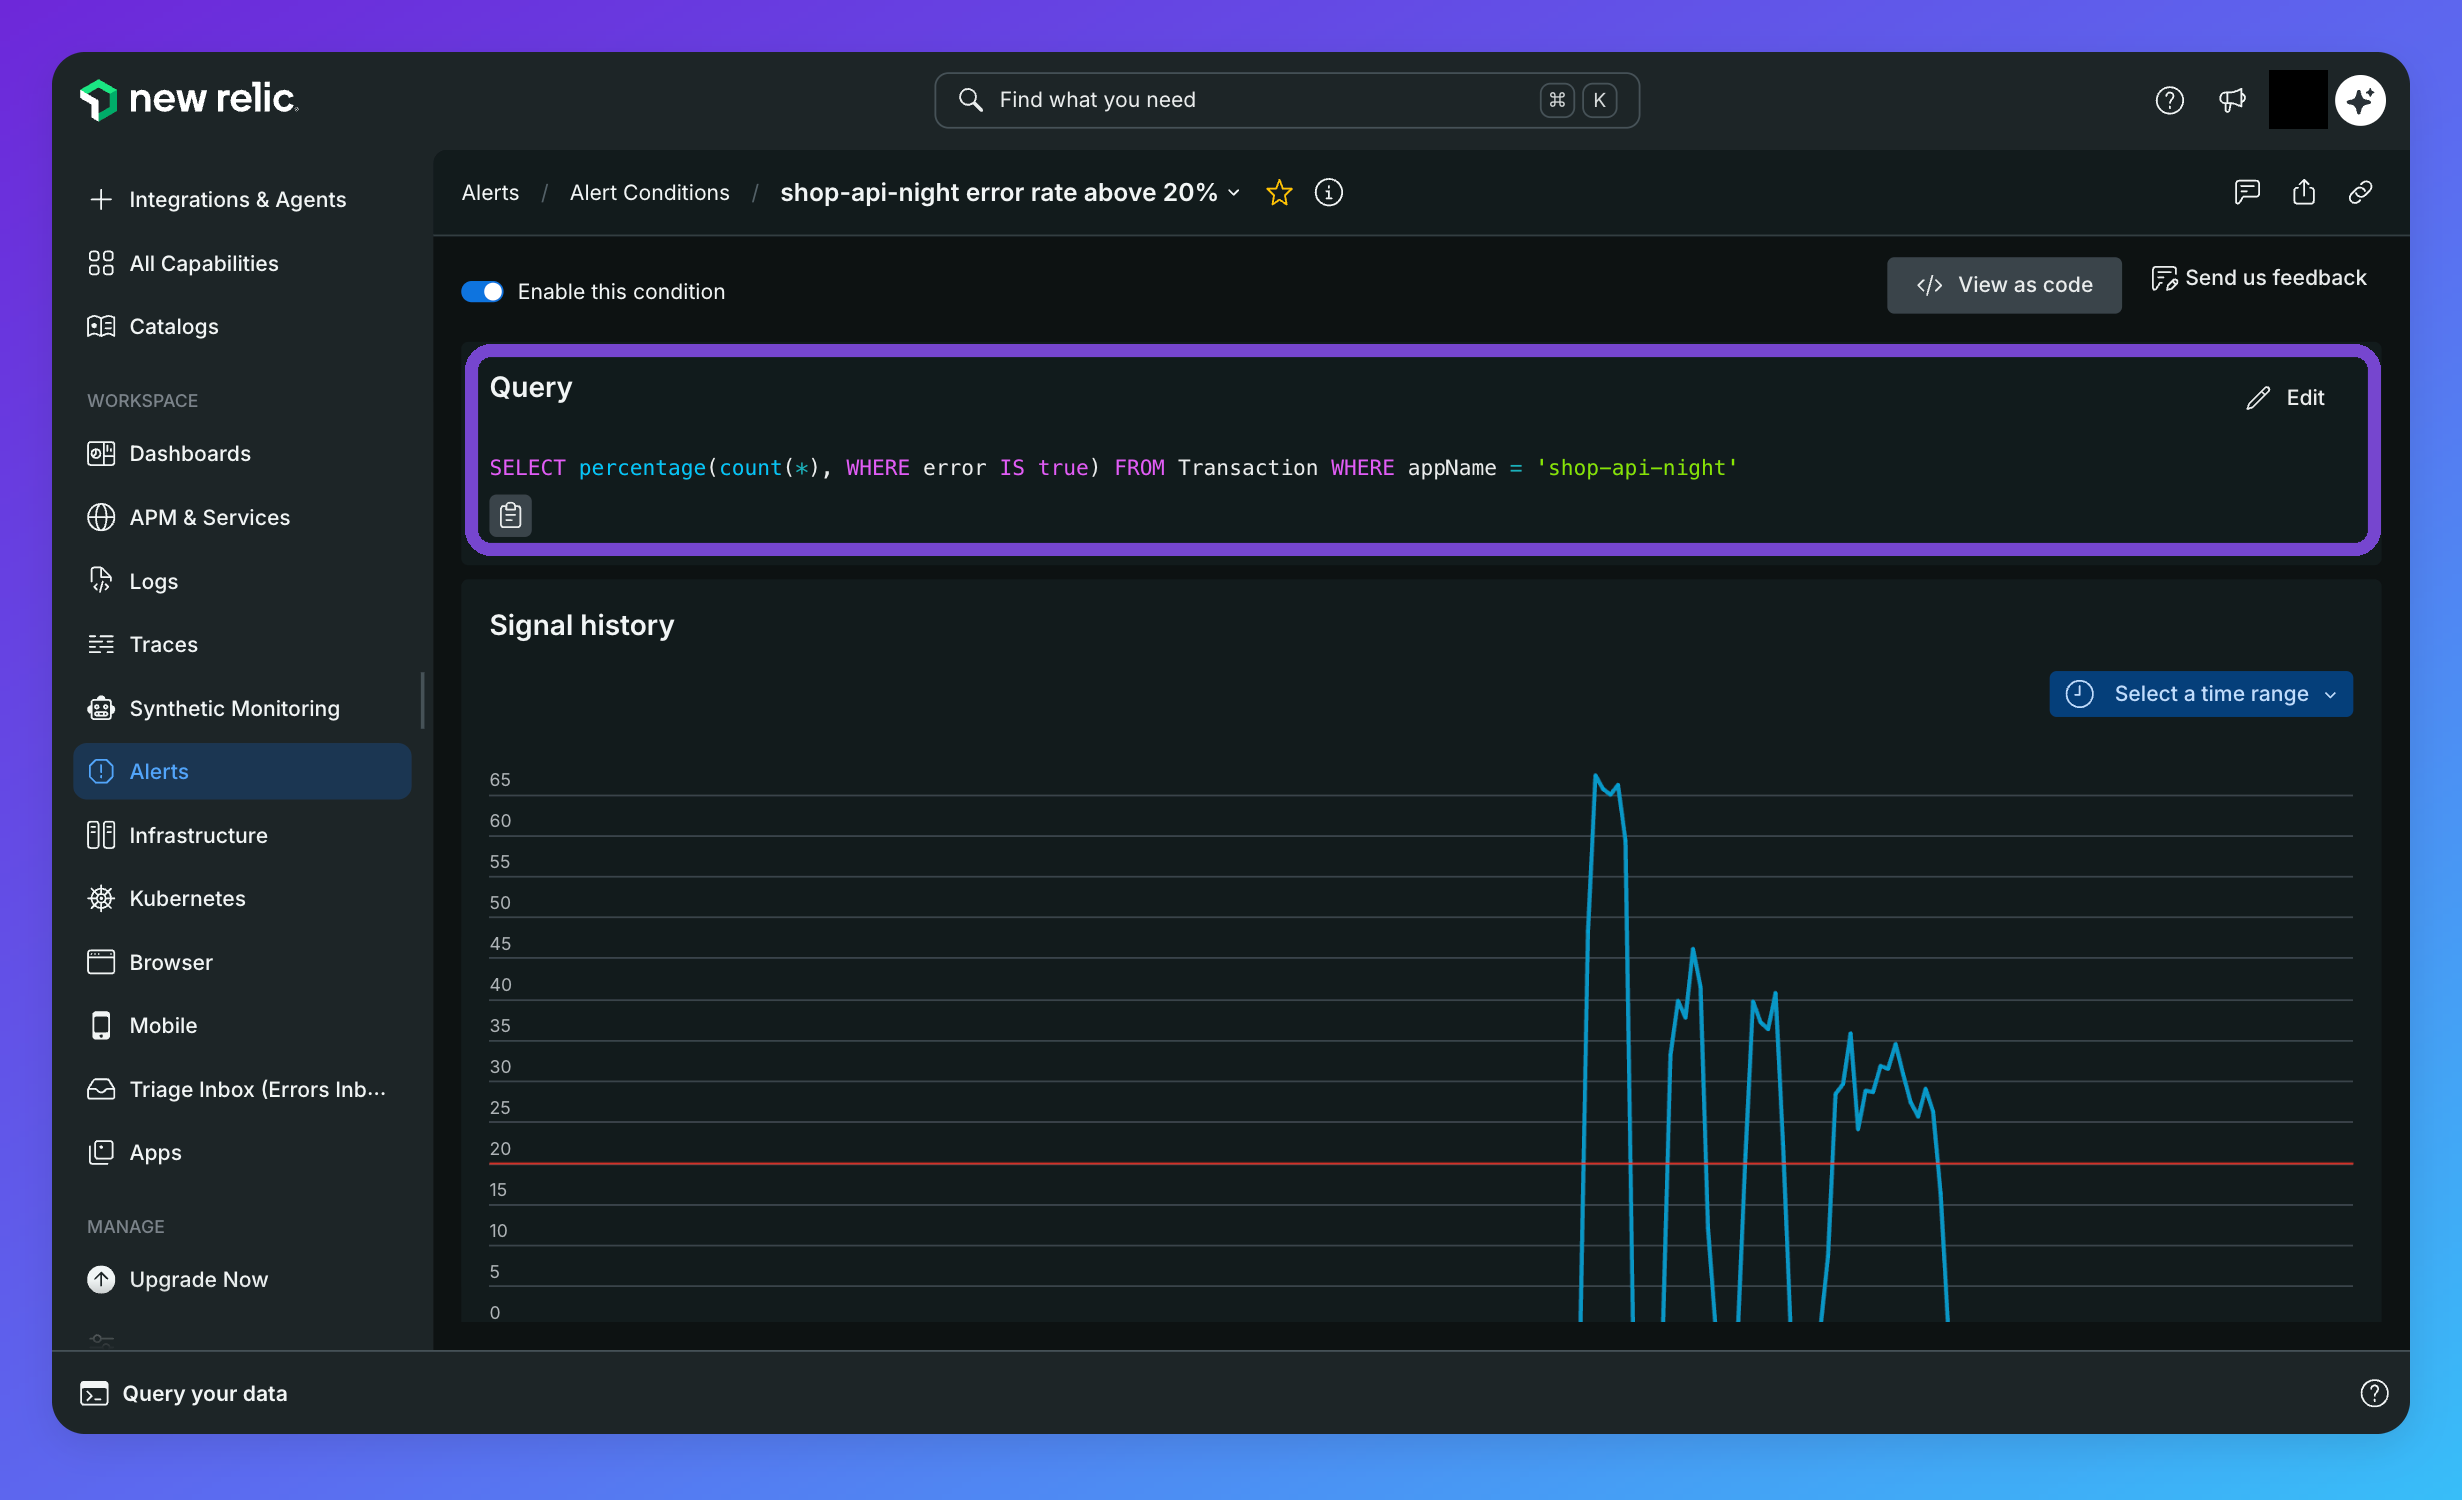 new relic
Find what you need
⌘ K
Integrations & Agents
All Capabilities
Catalogs
WORKSPACE
Dashboards
APM & Services
Logs
Traces
Synthetic Monitoring
Alerts
Infrastructure
Kubernetes
Browser
Mobile
Triage Inbox (Errors Inb...
Apps
MANAGE
Upgrade Now
Alerts / Alert Conditions / shop-api-night error rate above 20%
Enable this condition
</> View as code
Send us feedback
Query
Edit
SELECT percentage(count(*), WHERE error IS true) FROM Transaction WHERE appName = 'shop-api-night'
Signal history
Select a time range
65
60
55
50
45
40
35
30
25
20
15
10
5
0
Query your data